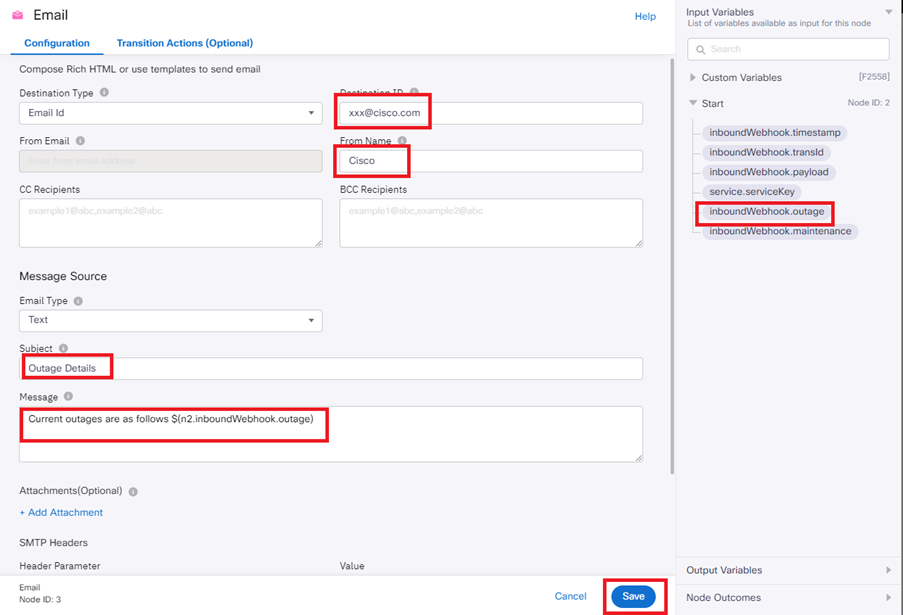 Email
Help
Configuration
Transition Actions (Optional)
Compose Rich HTML or use templates to send email
Destination Type
Destination ID
Email Id
xxx@cisco.com
From Email
From Name
Enter from email address
Cisco
CC Recipients
BCC Recipients
example1@abc,example2@abc
example1@abc,example2@abc
Message Source
Email Type
Text
Subject
Outage Details
Message
Current outages are as follows $(n2.inboundWebhook.outage)
Attachments(Optional)
+ Add Attachment
SMTP Headers
Header Parameter
Value
Email
Node ID: 3
Cancel
Save
Input Variables
List of variables available as input for this node
Search
Custom Variables
[F2558]
Start
Node ID: 2
inboundWebhook.timestamp
inboundWebhook.transId
inboundWebhook.payload
service.serviceKey
inboundWebhook.outage
inboundWebhook.maintenance
Output Variables
Node Outcomes